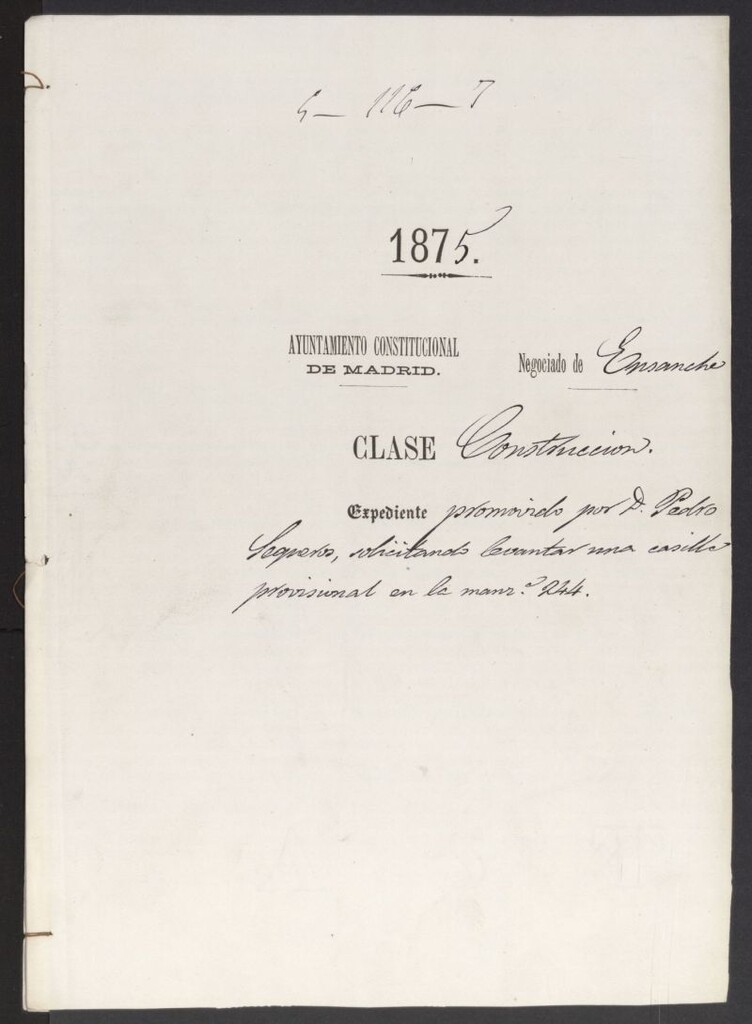 5 - 116 - 7
1875.
AYUNTAMIENTO CONSTITUCIONAL
DE MADRID.
Negociado de Ensanche
CLASE Construccion.
Expediente promovido por D. Pedro
Sequeros, solicitando levantar una casilla
provisional en la manz.ª 244.